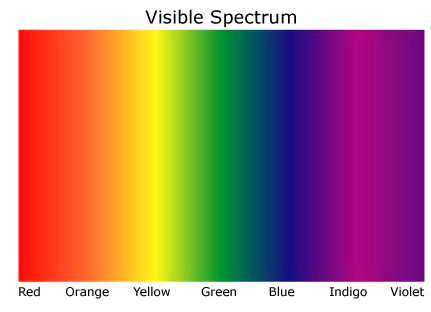 Visible Spectrum
Red Orange Yellow Green Blue Indigo Violet